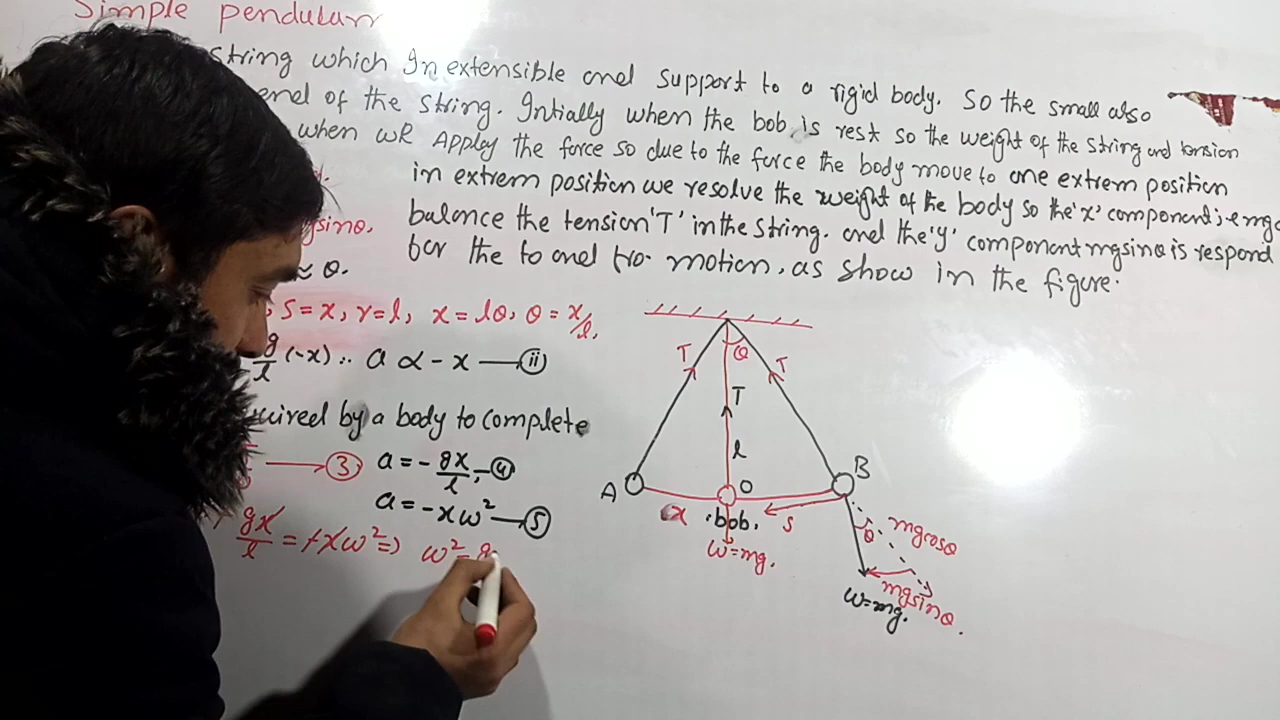 Simple pendulum
string which Inextensible and support to a rigid body. So the small also
end of the string. Intially when the bob is rest so the weight of the string and tension
when wR Apploy the force so due to the force the body move to one extrem position
in extrem position we resolve the weight of the body so the 'x' component
balance the tension 'T' in the string. and the 'y' component mgsinθ is respond
for the to and fro motion, as show in the figure.
gsinθ.
≈ θ.
S = x, r = l, x = lθ, θ = x/l.
g/l (-x) ∴ a ∝ - x — (ii)
uired by a body to complete
— (3) a = - gx/l — (4)
a = - xω² — (5)
gx/l = +xω² => ω² = g
T
θ
T
T
l
A
O
B
x
bob.
s
w=mg.
θ
mgcosθ
mgsinθ.
w=mg.